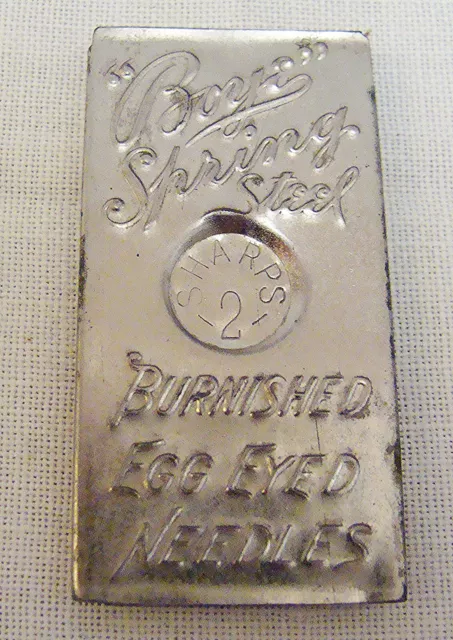 "Boye"
Spring
Steel
SHARPS
2
BURNISHED
EGG EYED
NEEDLES